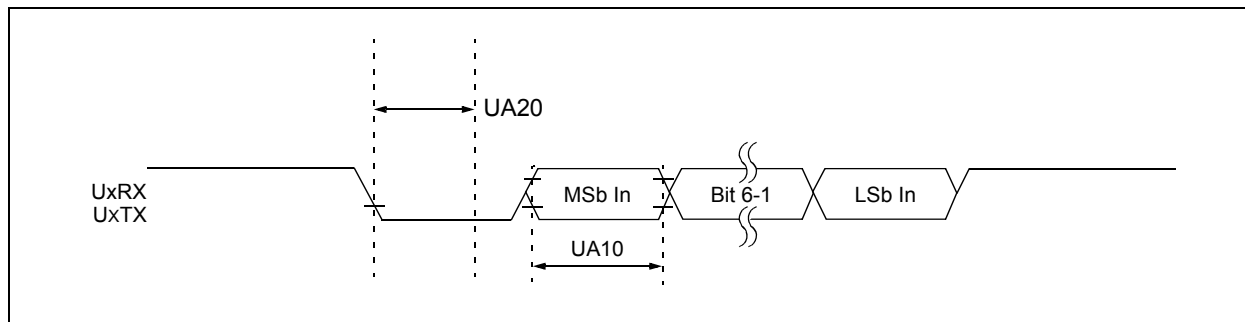 UA20
UxRX
UxTX
MSb In
Bit 6-1
LSb In
UA10